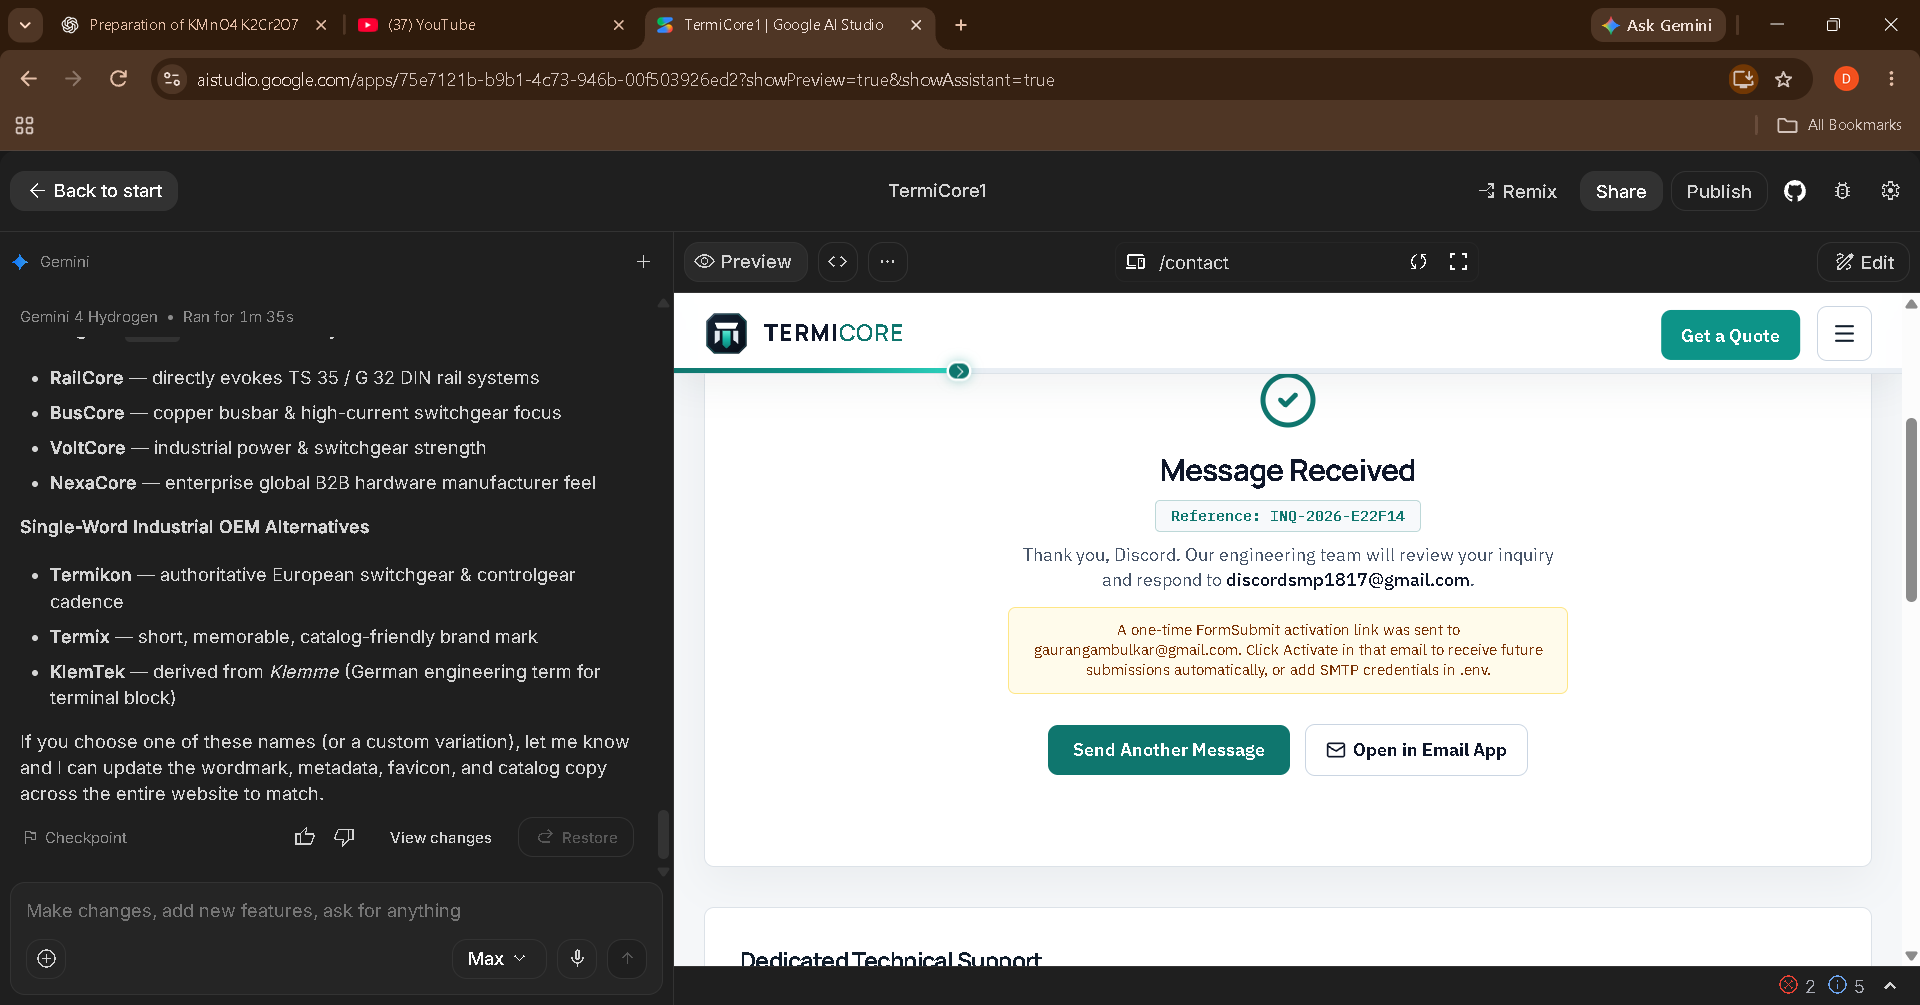 Preparation of KMnO4 K2Cr2O7
(37) YouTube
TermiCore1 | Google AI Studio
Ask Gemini
aistudio.google.com/apps/75e7121b-b9b1-4c73-946b-00f503926ed2?showPreview=true&showAssistant=true
D
All Bookmarks
Back to start
TermiCore1
Remix
Share
Publish
Gemini
Preview
/contact
Edit
Gemini 4 Hydrogen • Ran for 1m 35s
• RailCore — directly evokes TS 35 / G 32 DIN rail systems
• BusCore — copper busbar & high-current switchgear focus
• VoltCore — industrial power & switchgear strength
• NexaCore — enterprise global B2B hardware manufacturer feel
Single-Word Industrial OEM Alternatives
• Termikon — authoritative European switchgear & controlgear
cadence
• Termix — short, memorable, catalog-friendly brand mark
• KlemTek — derived from Klemme (German engineering term for
terminal block)
If you choose one of these names (or a custom variation), let me know
and I can update the wordmark, metadata, favicon, and catalog copy
across the entire website to match.
Checkpoint
View changes
Restore
Make changes, add new features, ask for anything
Max
TERMICORE
Get a Quote
Message Received
Reference: INQ-2026-E22F14
Thank you, Discord. Our engineering team will review your inquiry
and respond to discordsmp1817@gmail.com.
A one-time FormSubmit activation link was sent to
gaurangambulkar@gmail.com. Click Activate in that email to receive future
submissions automatically, or add SMTP credentials in .env.
Send Another Message
Open in Email App
Dedicated Technical Support
2
5